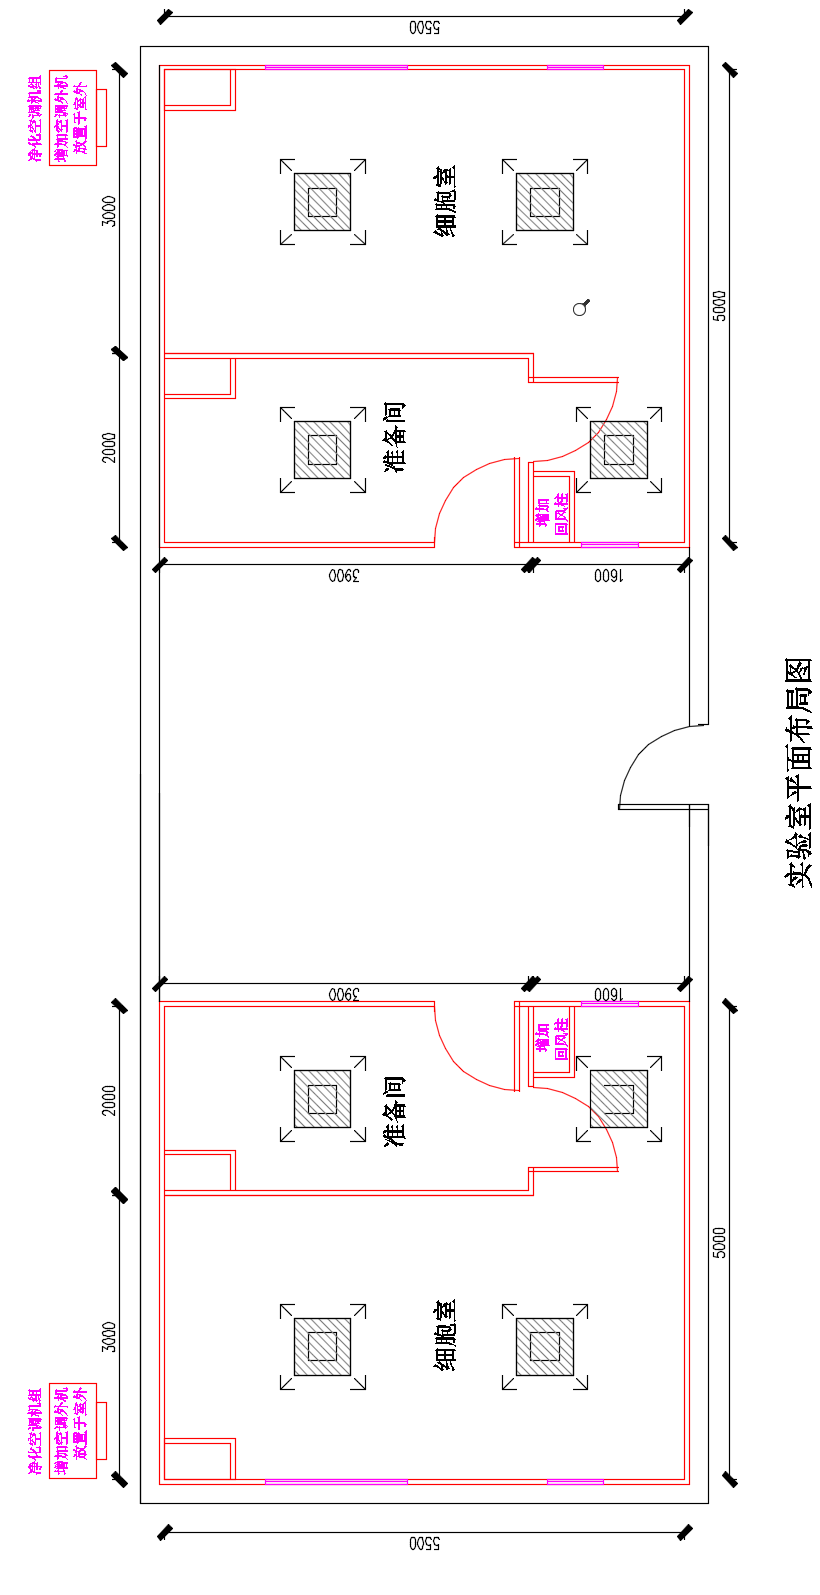 5500
净化空调机组
增加空调外机
放置于室外
3000
细胞室
5000
2000
准备间
增加
回风柱
3900
1600
实验室平面布局图
3900
1600
增加
回风柱
2000
准备间
5000
3000
细胞室
净化空调机组
增加空调外机
放置于室外
5500